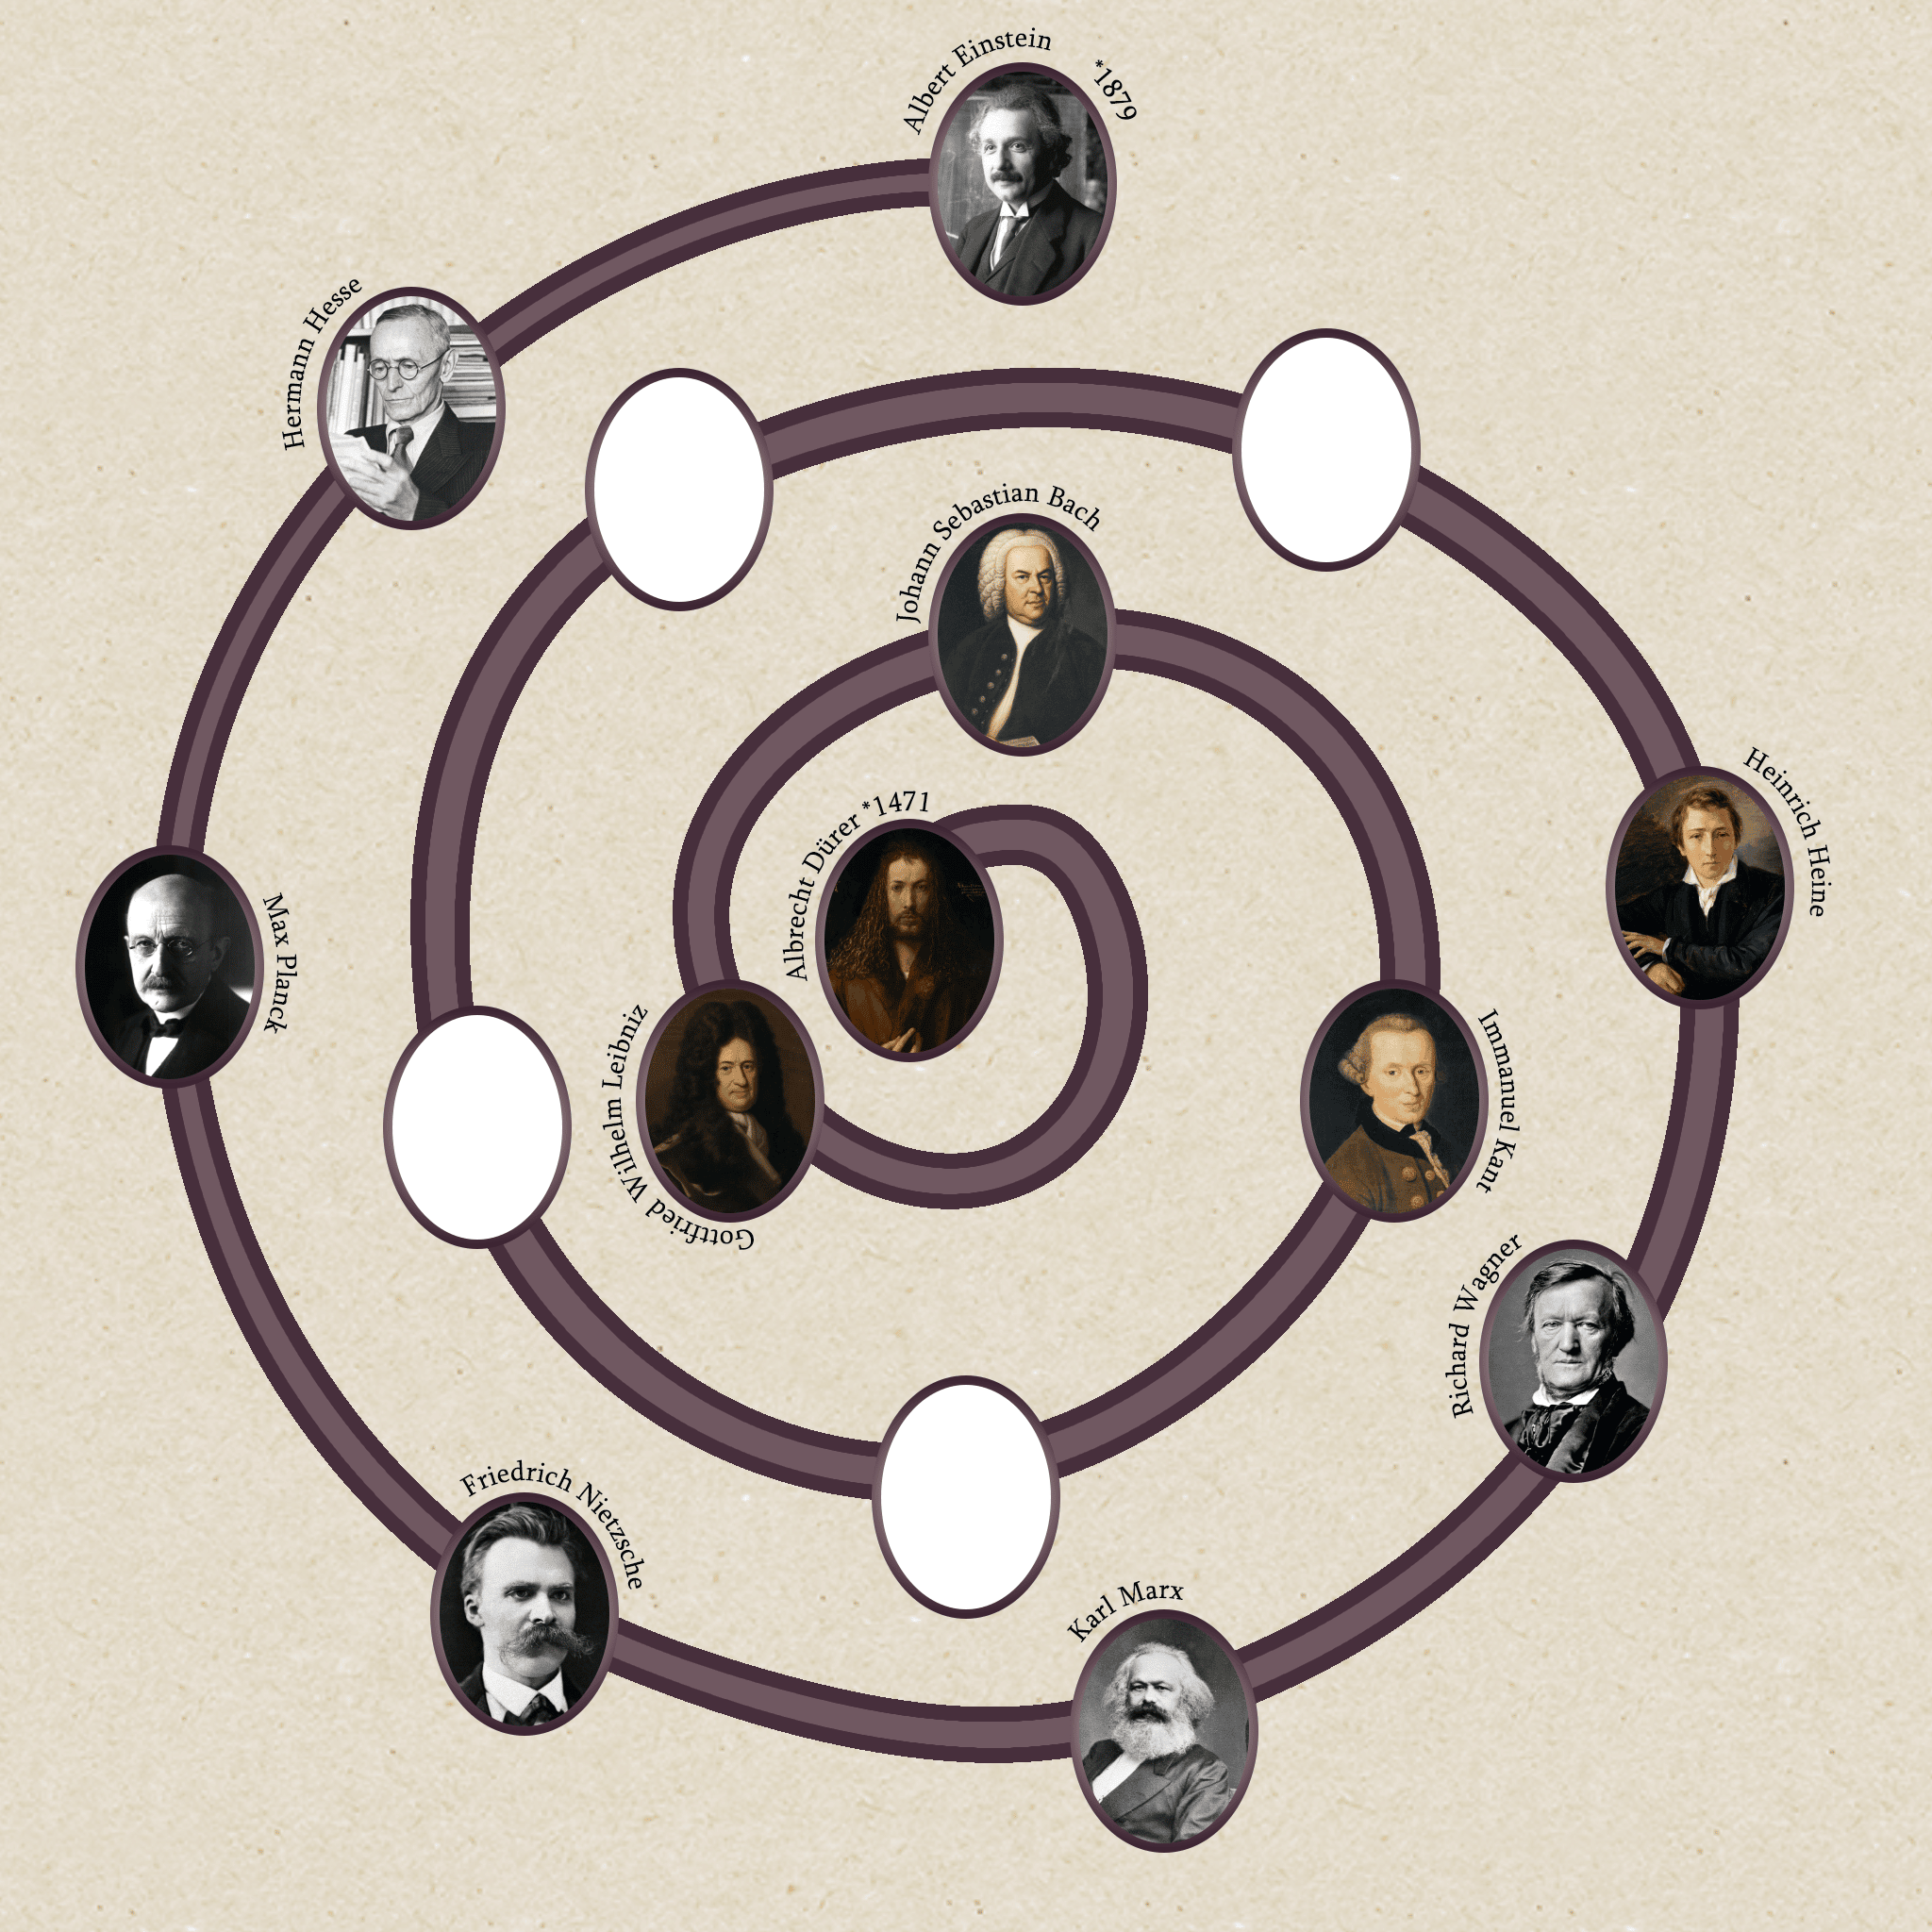 Albert Einstein
*1879
Hermann Hesse
Johann Sebastian Bach
Heinrich Heine
Albrecht Dürer *1471
Max Planck
Gottfried Wilhelm Leibniz
Immanuel Kant
Richard Wagner
Friedrich Nietzsche
Karl Marx